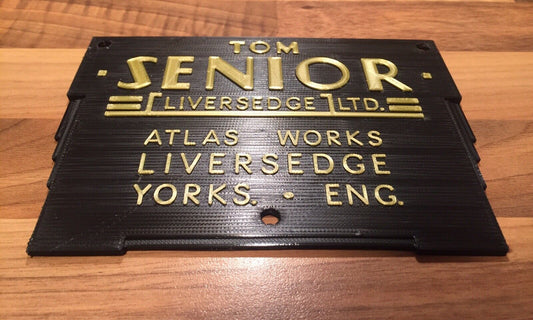 TOM
· SENIOR ·
[LIVERSEDGE] LTD.
ATLAS WORKS
LIVERSEDGE
YORKS. - ENG.